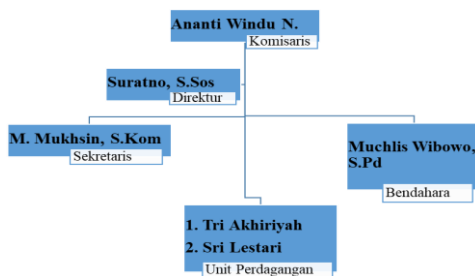 Ananti Windu N.
Komisaris
Suratno, S.Sos
Direktur
M. Mukhsin, S.Kom
Sekretaris
Muchlis Wibowo,
S.Pd
Bendahara
1. Tri Akhiriyah
2. Sri Lestari
Unit Perdagangan